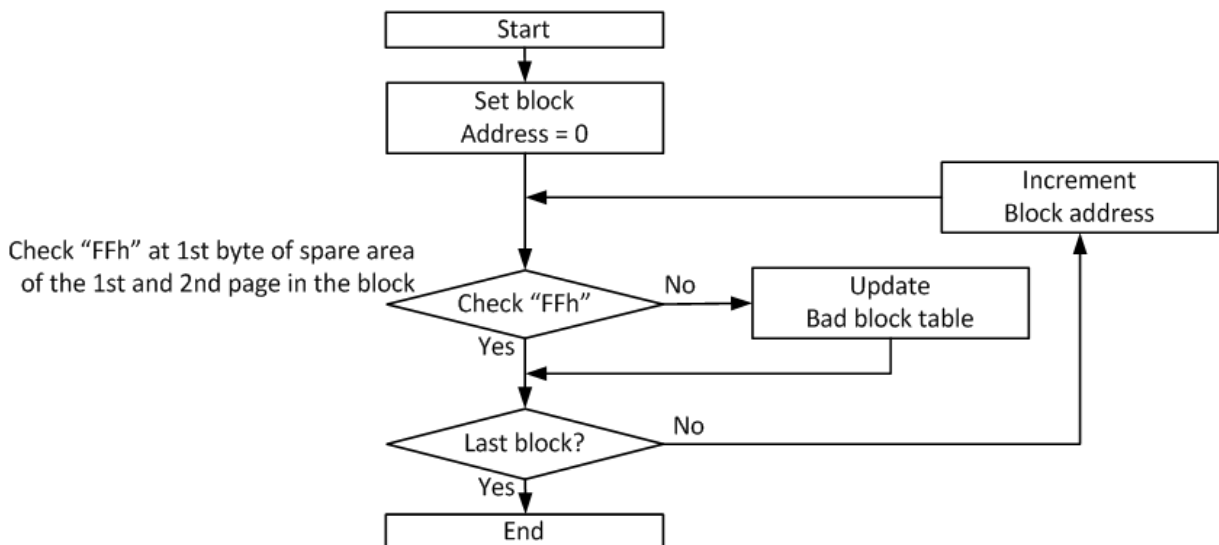 Start
Set block
Address = 0
Increment
Block address
Check “FFh” at 1st byte of spare area
of the 1st and 2nd page in the block
Check “FFh”
No
Update
Bad block table
Yes
Last block?
No
Yes
End